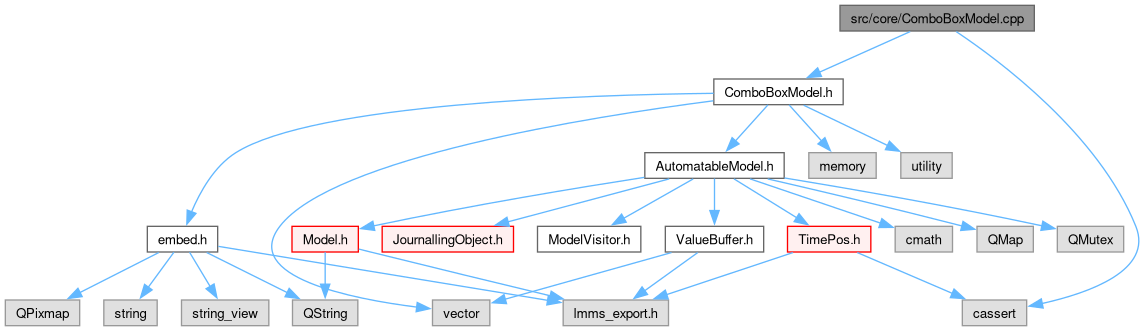 src/core/ComboBoxModel.cpp
ComboBoxModel.h
AutomatableModel.h
memory
utility
embed.h
Model.h
JournallingObject.h
ModelVisitor.h
ValueBuffer.h
TimePos.h
cmath
QMap
QMutex
QPixmap
string
string_view
QString
vector
lmms_export.h
cassert